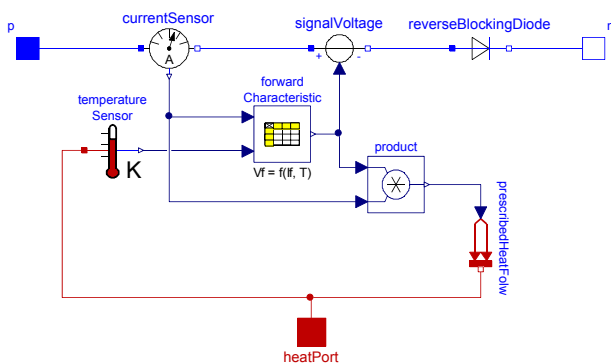 currentSensor
signalVoltage
reverseBlockingDiode
p
n
A
+
-
temperature
Sensor
K
forward
Characteristic
Vf = f(If, T)
product
prescribedHeatFolw
heatPort